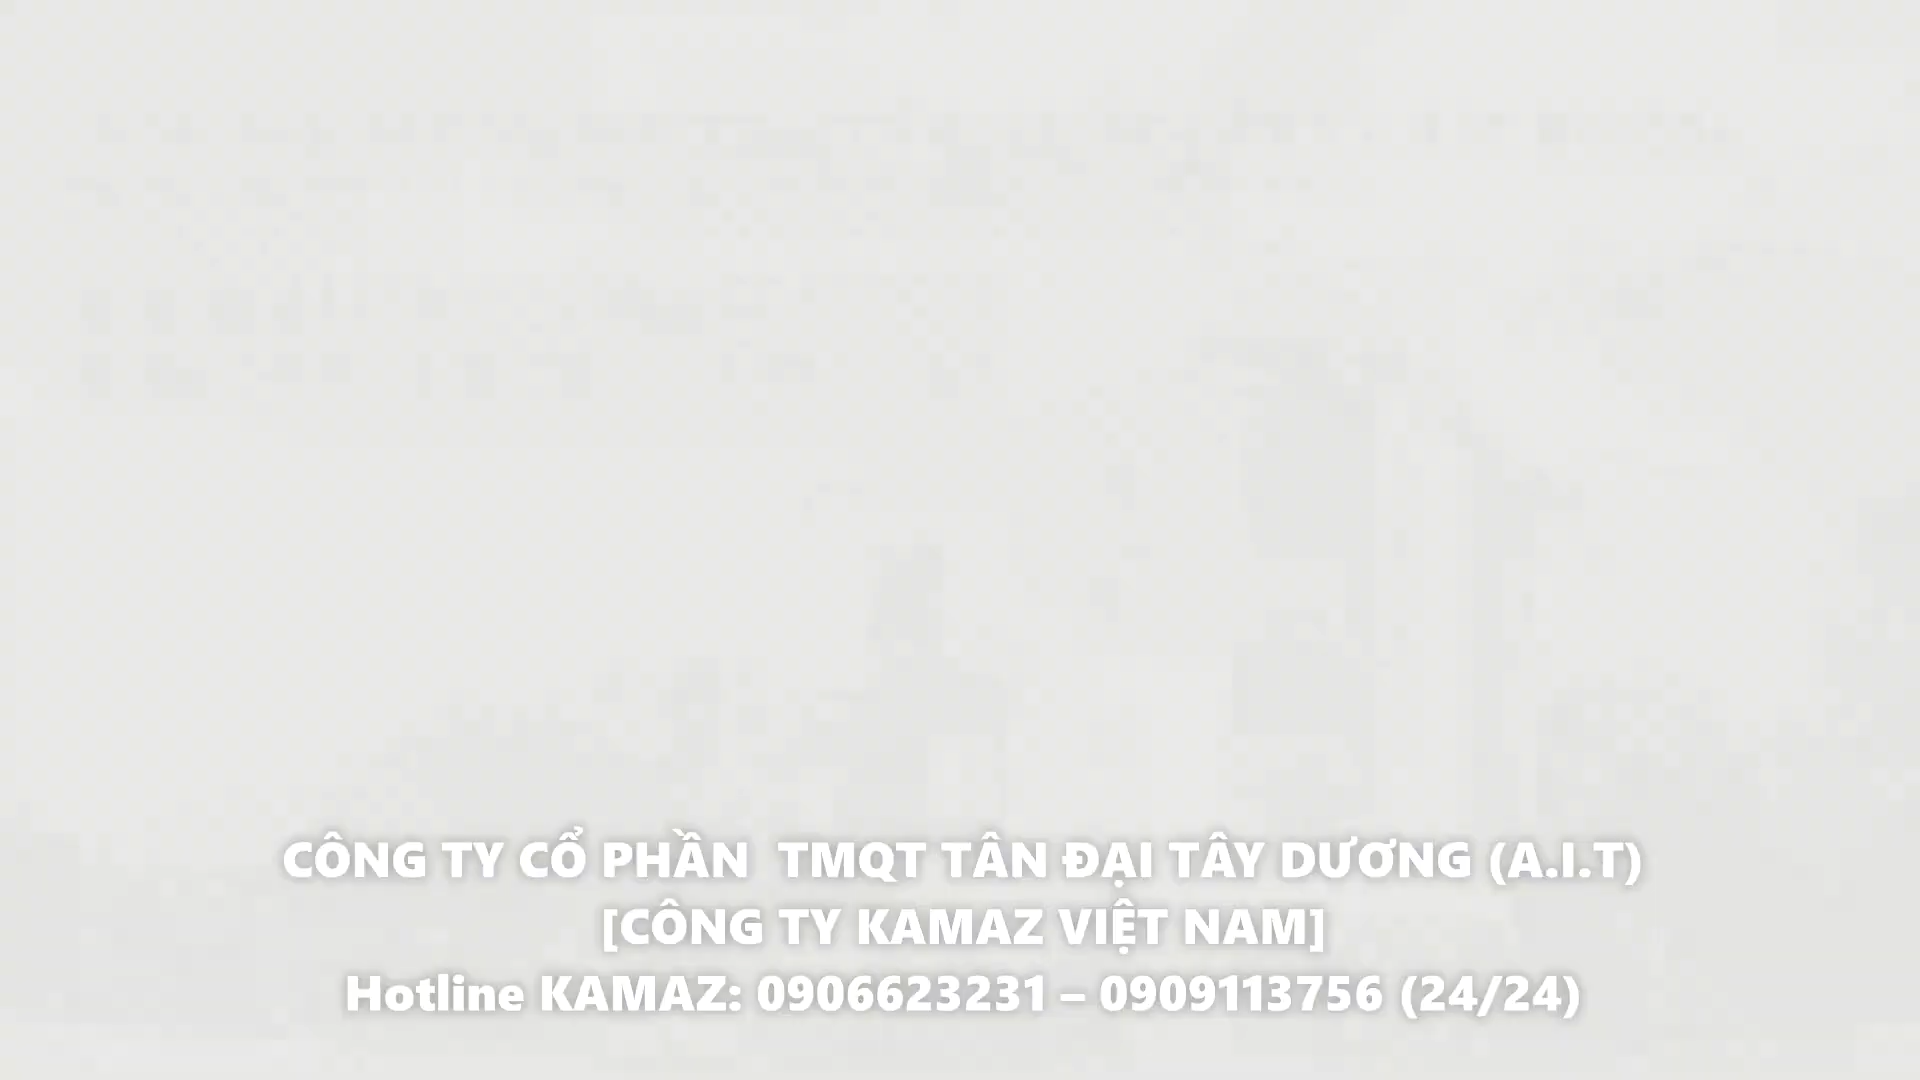 CÔNG TY CỔ PHẦN  TMQT TÂN ĐẠI TÂY DƯƠNG (A.I.T)
[CÔNG TY KAMAZ VIỆT NAM]
Hotline KAMAZ: 0906623231 – 0909113756 (24/24)